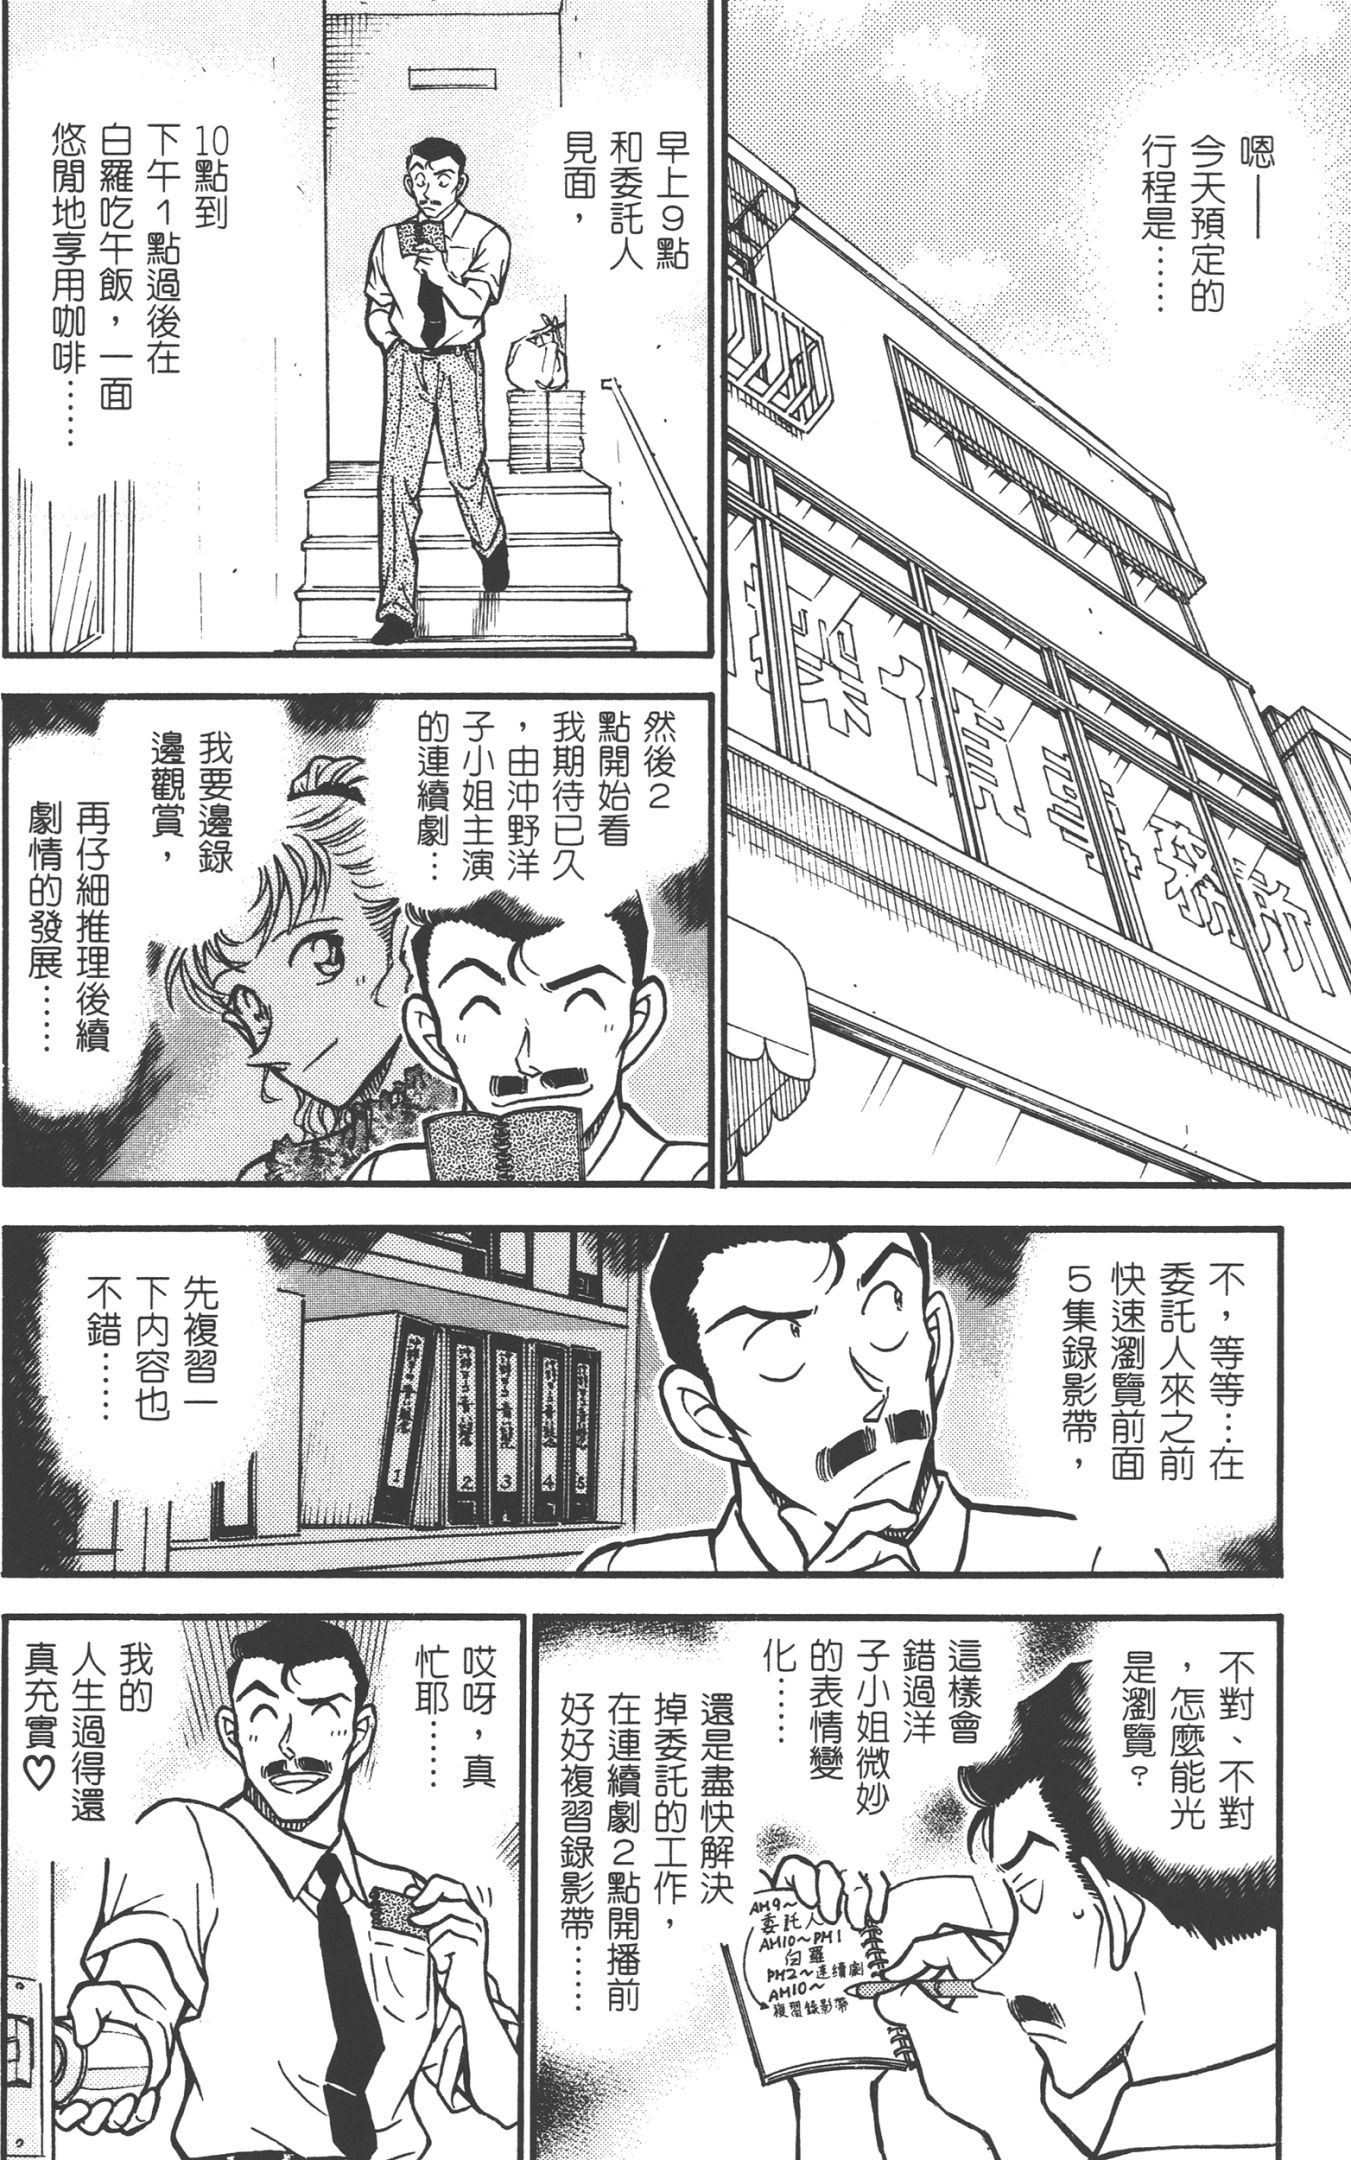 嗯——
今天預定的
行程是……
早上9點
和委託人
見面，
10點到
下午1點過後在
白羅吃午飯，一面
悠閒地享用咖啡……
然後2
點開始看
我期待已久
，由沖野洋
子小姐主演
的連續劇…
我要邊錄
邊觀賞，
再仔細推理後續
劇情的發展……
不，等等…在
委託人來之前
快速瀏覽前面
5集錄影帶，
先複習一
下內容也
不錯……
1
2
3
4
5
不對、不對
，怎麼能光
是瀏覽？
這樣會
錯過洋
子小姐微妙
的表情變
化……
還是盡快解決
掉委託的工作，
在連續劇2點開播前
好好複習錄影帶……
AM9~
委託人
AM10~PM1
白羅
PM2~連續劇
AM10~
複習錄影帶
哎呀，真
忙耶……
我的
人生過得還
真充實♡